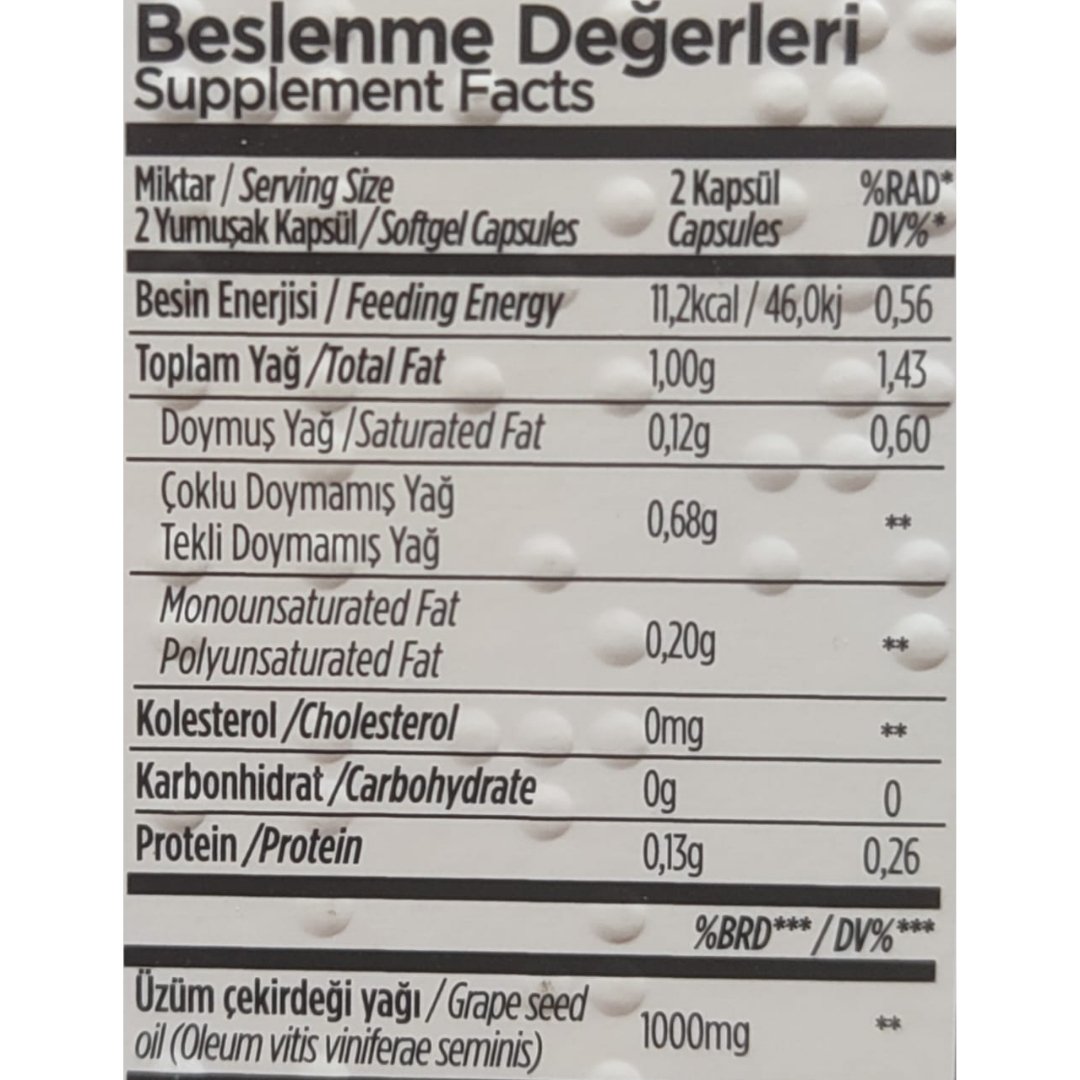 Beslenme Değerleri
Supplement Facts
Miktar / Serving Size 2 Kapsül %RAD*
2 Yumuşak Kapsül / Softgel Capsules Capsules DV%*
Besin Enerjisi / Feeding Energy 11,2kcal / 46,0kj 0,56
Toplam Yağ /Total Fat 1,00g 1,43
Doymuş Yağ /Saturated Fat 0,12g 0,60
Çoklu Doymamış Yağ
Tekli Doymamış Yağ 0,68g **
Monounsaturated Fat
Polyunsaturated Fat 0,20g **
Kolesterol /Cholesterol 0mg **
Karbonhidrat /Carbohydrate 0g 0
Protein /Protein 0,13g 0,26
%BRD*** / DV%***
Üzüm çekirdeği yağı / Grape seed
oil (Oleum vitis viniferae seminis) 1000mg **